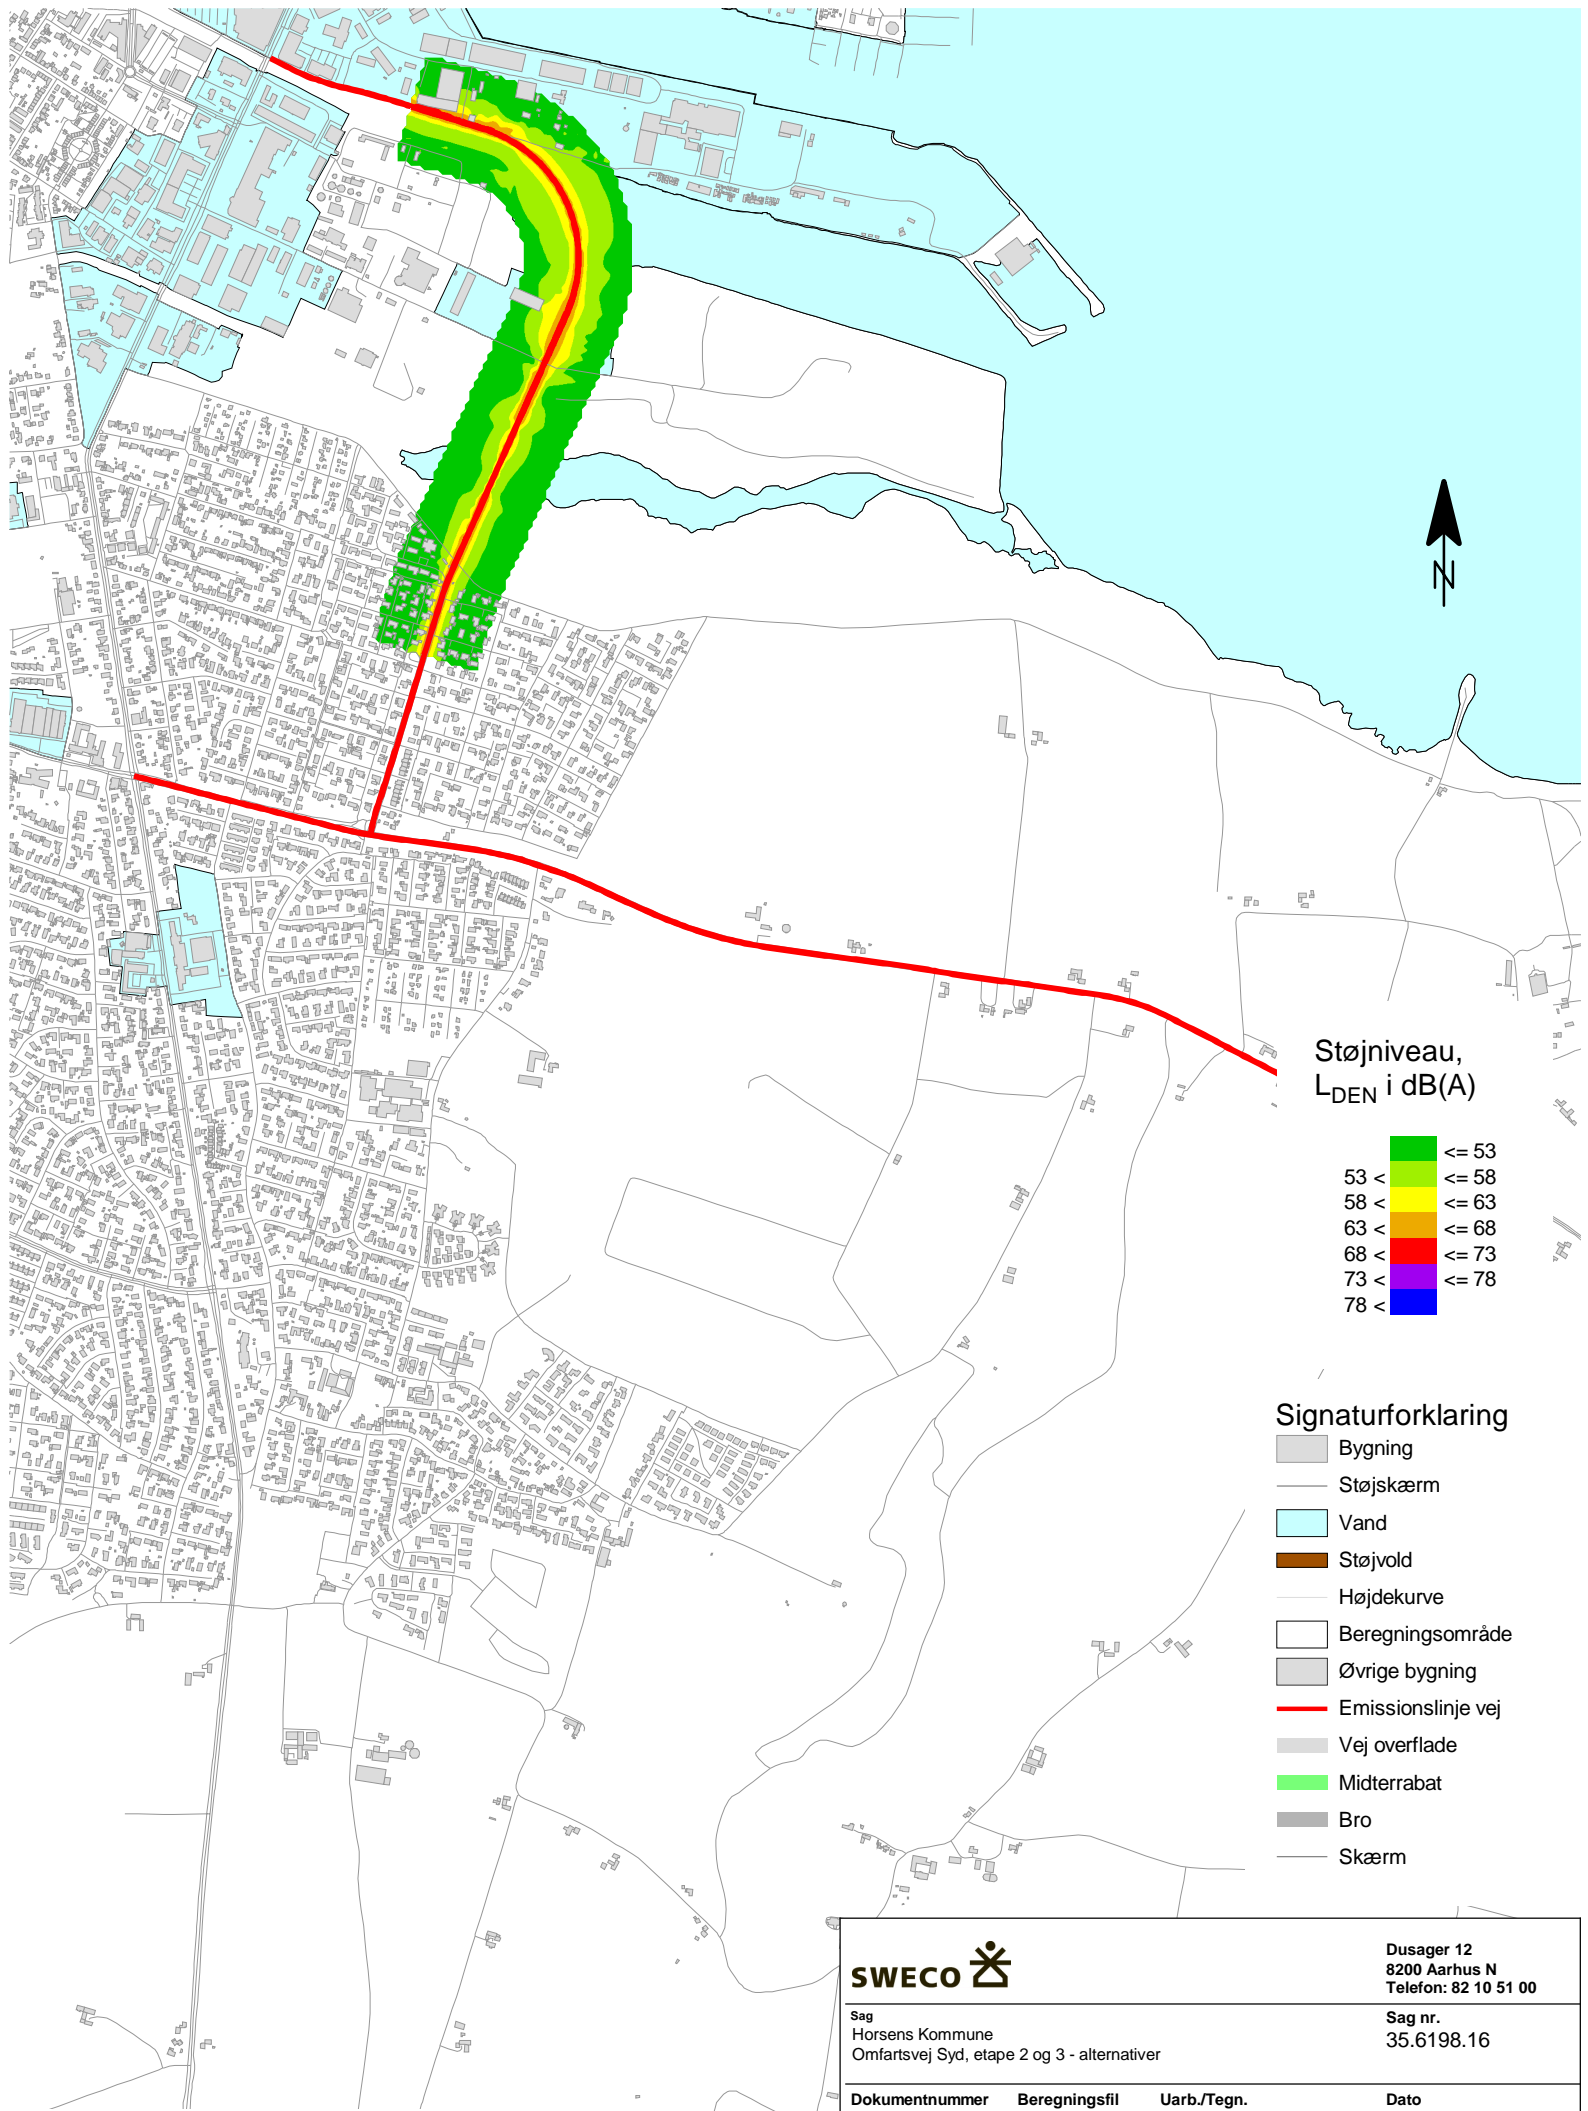 N
Støjniveau,
LDEN i dB(A)
<= 53
53 < <= 58
58 < <= 63
63 < <= 68
68 < <= 73
73 < <= 78
78 <
Signaturforklaring
Bygning
Støjskærm
Vand
Støjvold
Højdekurve
Beregningsområde
Øvrige bygning
Emissionslinje vej
Vej overflade
Midterrabat
Bro
Skærm
SWECO
Dusager 12
8200 Aarhus N
Telefon: 82 10 51 00
Sag
Horsens Kommune
Omfartsvej Syd, etape 2 og 3 - alternativer
Sag nr.
35.6198.16
Dokumentnummer Beregningsfil Uarb./Tegn. Dato